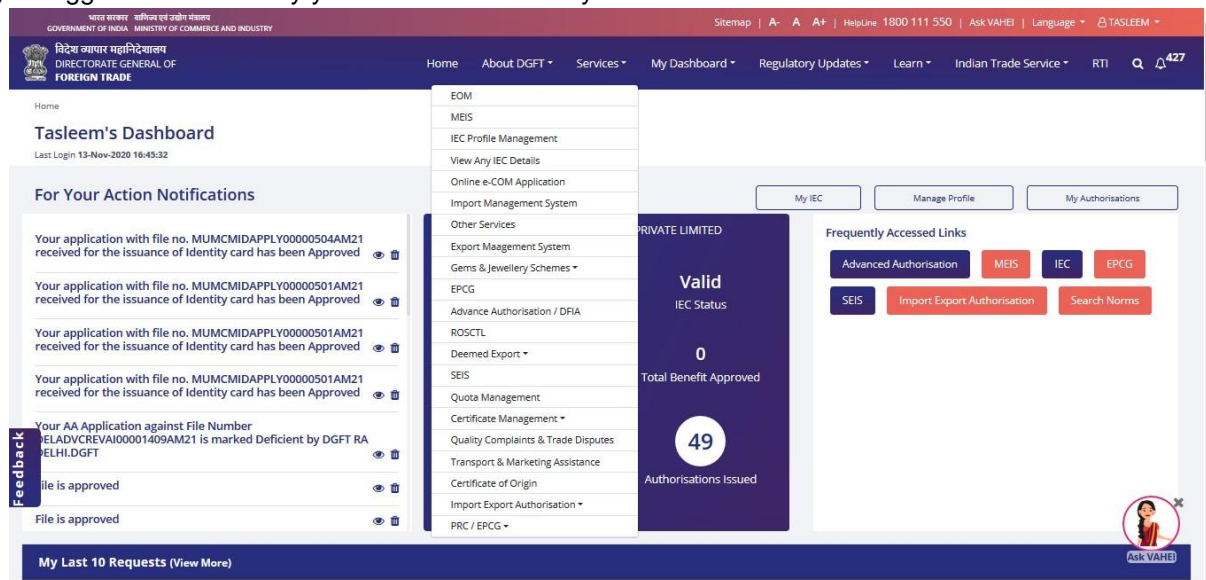 भारत सरकार वाणिज्य एवं उद्योग मंत्रालय
GOVERNMENT OF INDIA MINISTRY OF COMMERCE AND INDUSTRY
Sitemap | A- A A+ | HelpLine 1800 111 550 | Ask VAHEI | Language TASLEEM
विदेश व्यापार महानिदेशालय
DIRECTORATE GENERAL OF
FOREIGN TRADE
Home About DGFT Services My Dashboard Regulatory Updates Learn Indian Trade Service RTI 427
Home
Tasleem's Dashboard
Last Login 13-Nov-2020 16:45:32
EOM
MEIS
IEC Profile Management
View Any IEC Details
Online e-COM Application
Import Management System
Other Services
Export Maagement System
Gems & Jewellery Schemes
EPCG
Advance Authorisation / DFIA
ROSCTL
Deemed Export
SEIS
Quota Management
Certificate Management
Quality Complaints & Trade Disputes
Transport & Marketing Assistance
Certificate of Origin
Import Export Authorisation
PRC / EPCG
For Your Action Notifications
My IEC Manage Profile My Authorisations
Your application with file no. MUMCMIDAPPLY00000504AM21
received for the issuance of Identity card has been Approved
Your application with file no. MUMCMIDAPPLY00000501AM21
received for the issuance of Identity card has been Approved
Your application with file no. MUMCMIDAPPLY00000501AM21
received for the issuance of Identity card has been Approved
Your application with file no. MUMCMIDAPPLY00000501AM21
received for the issuance of Identity card has been Approved
Your AA Application against File Number
ELADVCREVAI00001409AM21 is marked Deficient by DGFT RA
ELHI.DGFT
ile is approved
File is approved
Feedback
PRIVATE LIMITED
Valid
IEC Status
0
Total Benefit Approved
49
Authorisations Issued
Frequently Accessed Links
Advanced Authorisation MEIS IEC EPCG
SEIS Import Export Authorisation Search Norms
Ask VAHEI
My Last 10 Requests (View More)